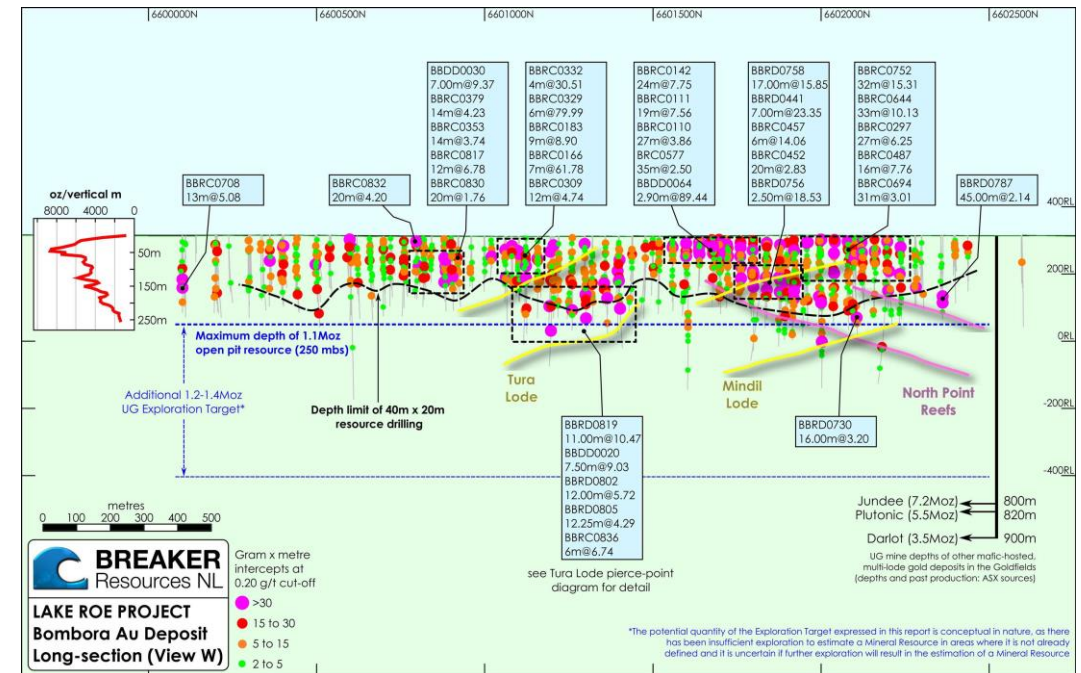 6600000N
6600500N
6601000N
6601500N
6602000N
6602500N
BBDD0030
7.00m@9.37
BBRC0379
14m@4.23
BBRC0353
14m@3.74
BBRC0817
12m@6.78
BBRC0830
20m@1.76
BBRC0332
4m@30.51
BBRC0329
6m@79.99
BBRC0183
9m@8.90
BBRC0166
7m@61.78
BBRC0309
12m@4.74
BBRC0142
24m@7.75
BBRC0111
19m@7.56
BBRC0110
27m@3.86
BRC0577
35m@2.50
BBDD0064
2.90m@89.44
BBRD0758
17.00m@15.85
BBRD0441
7.00m@23.35
BBRC0457
6m@14.06
BBRC0452
20m@2.83
BBRD0756
2.50m@18.53
BBRC0752
32m@15.31
BBRC0644
33m@10.13
BBRC0297
27m@6.25
BBRC0487
16m@7.76
BBRC0694
31m@3.01
BBRC0708
13m@5.08
BBRC0832
20m@4.20
BBRD0787
45.00m@2.14
oz/vertical m
8000 4000 0
50m
150m
250m
400RL
200RL
0RL
-200RL
-400RL
Maximum depth of 1.1Moz
open pit resource (250 mbs)
Additional 1.2-1.4Moz
UG Exploration Target*
Depth limit of 40m x 20m
resource drilling
Tura
Lode
Mindil
Lode
North Point
Reefs
BBRD0819
11.00m@10.47
BBDD0020
7.50m@9.03
BBRD0802
12.00m@5.72
BBRD0805
12.25m@4.29
BBRC0836
6m@6.74
see Tura Lode pierce-point
diagram for detail
BBRD0730
16.00m@3.20
Jundee (7.2Moz) 800m
Plutonic (5.5Moz) 820m
Darlot (3.5Moz) 900m
UG mine depths of other mafic-hosted,
multi-lode gold deposits in the Goldfields
(depths and past production: ASX sources)
metres
0 100 200 300 400 500
BREAKER
Resources NL
LAKE ROE PROJECT
Bombora Au Deposit
Long-section (View W)
Gram x metre
intercepts at
0.20 g/t cut-off
>30
15 to 30
5 to 15
2 to 5
*The potential quantity of the Exploration Target expressed in this report is conceptual in nature, as there
has been insufficient exploration to estimate a Mineral Resource in areas where it is not already
defined and it is uncertain if further exploration will result in the estimation of a Mineral Resource